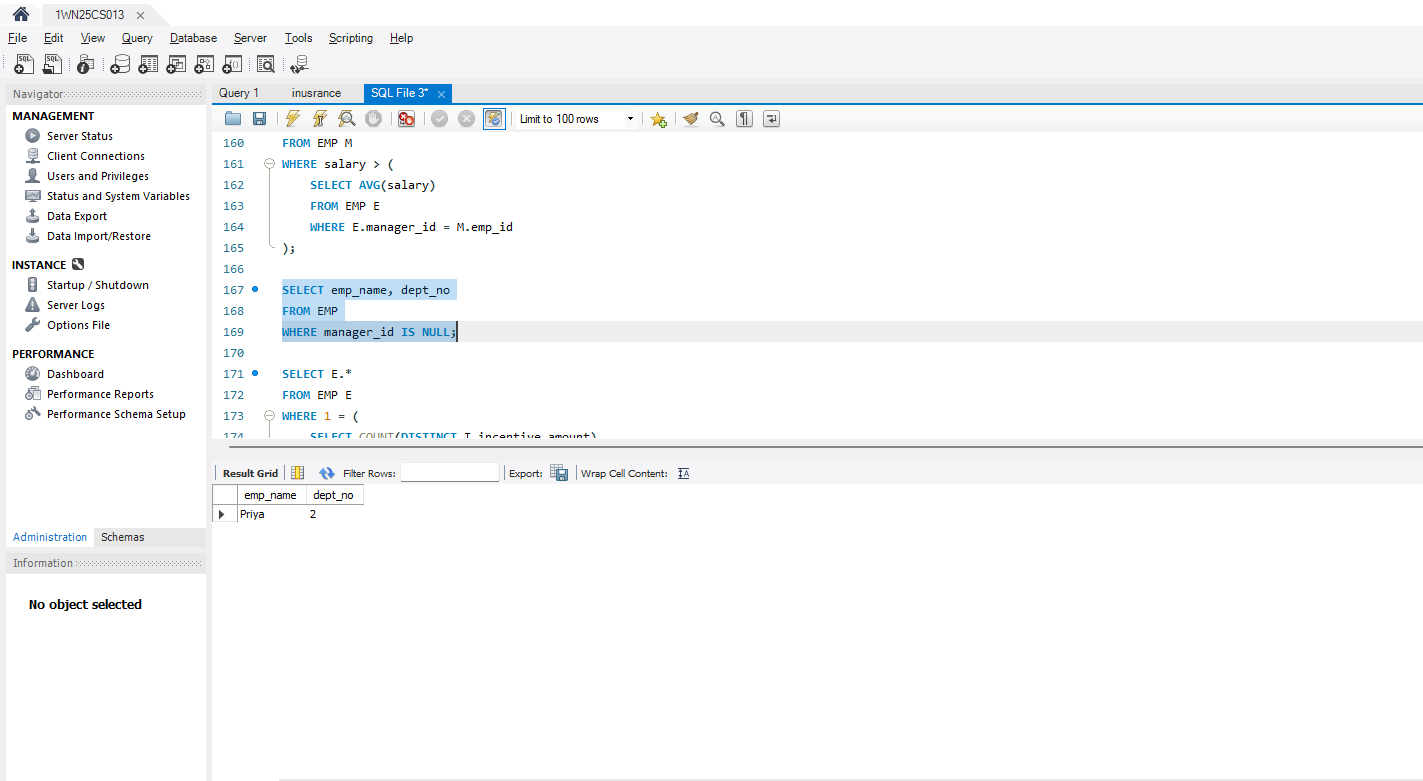 1WN25CS013
File Edit View Query Database Server Tools Scripting Help
Navigator
MANAGEMENT
Server Status
Client Connections
Users and Privileges
Status and System Variables
Data Export
Data Import/Restore
INSTANCE
Startup / Shutdown
Server Logs
Options File
PERFORMANCE
Dashboard
Performance Reports
Performance Schema Setup
Administration Schemas
Information
No object selected
Query 1 inusrance SQL File 3*
Limit to 100 rows
160 FROM EMP M
161 WHERE salary > (
162 SELECT AVG(salary)
163 FROM EMP E
164 WHERE E.manager_id = M.emp_id
165 );
166
167 SELECT emp_name, dept_no
168 FROM EMP
169 WHERE manager_id IS NULL;
170
171 SELECT E.*
172 FROM EMP E
173 WHERE 1 = (
174 SELECT COUNT(DISTINCT I.incentive_amount)
Result Grid Filter Rows: Export: Wrap Cell Content:
emp_name dept_no
Priya 2